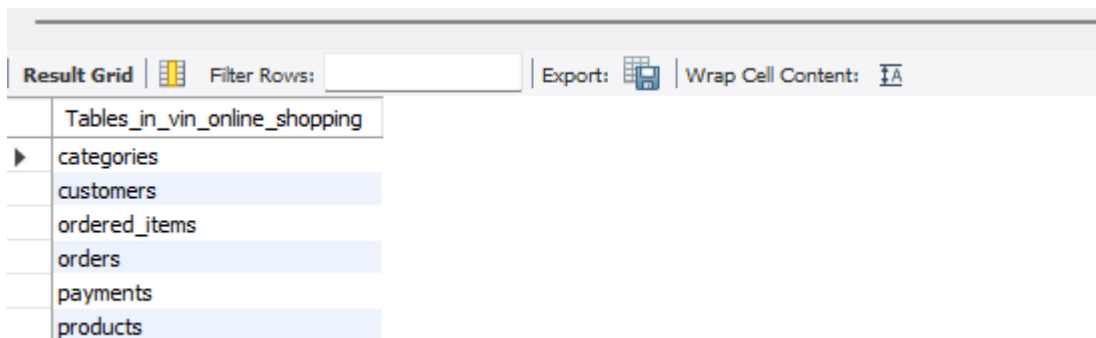 Result Grid Filter Rows: Export: Wrap Cell Content:
Tables_in_vin_online_shopping
categories
customers
ordered_items
orders
payments
products